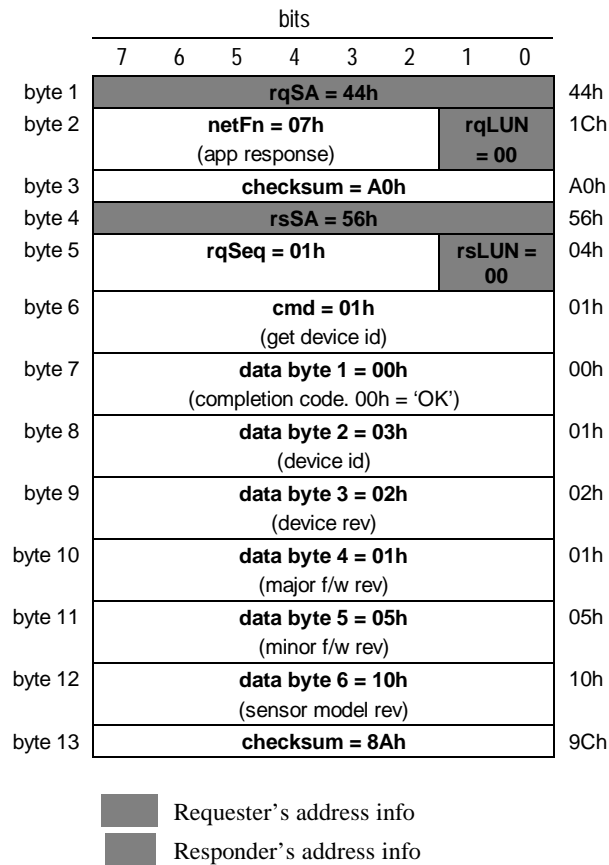 bits
7 6 5 4 3 2 1 0
byte 1 rqSA = 44h 44h
byte 2 netFn = 07h rqLUN 1Ch
(app response) = 00
byte 3 checksum = A0h A0h
byte 4 rsSA = 56h 56h
byte 5 rqSeq = 01h rsLUN = 04h
00
byte 6 cmd = 01h 01h
(get device id)
byte 7 data byte 1 = 00h 00h
(completion code. 00h = ‘OK’)
byte 8 data byte 2 = 03h 01h
(device id)
byte 9 data byte 3 = 02h 02h
(device rev)
byte 10 data byte 4 = 01h 01h
(major f/w rev)
byte 11 data byte 5 = 05h 05h
(minor f/w rev)
byte 12 data byte 6 = 10h 10h
(sensor model rev)
byte 13 checksum = 8Ah 9Ch
Requester’s address info
Responder’s address info